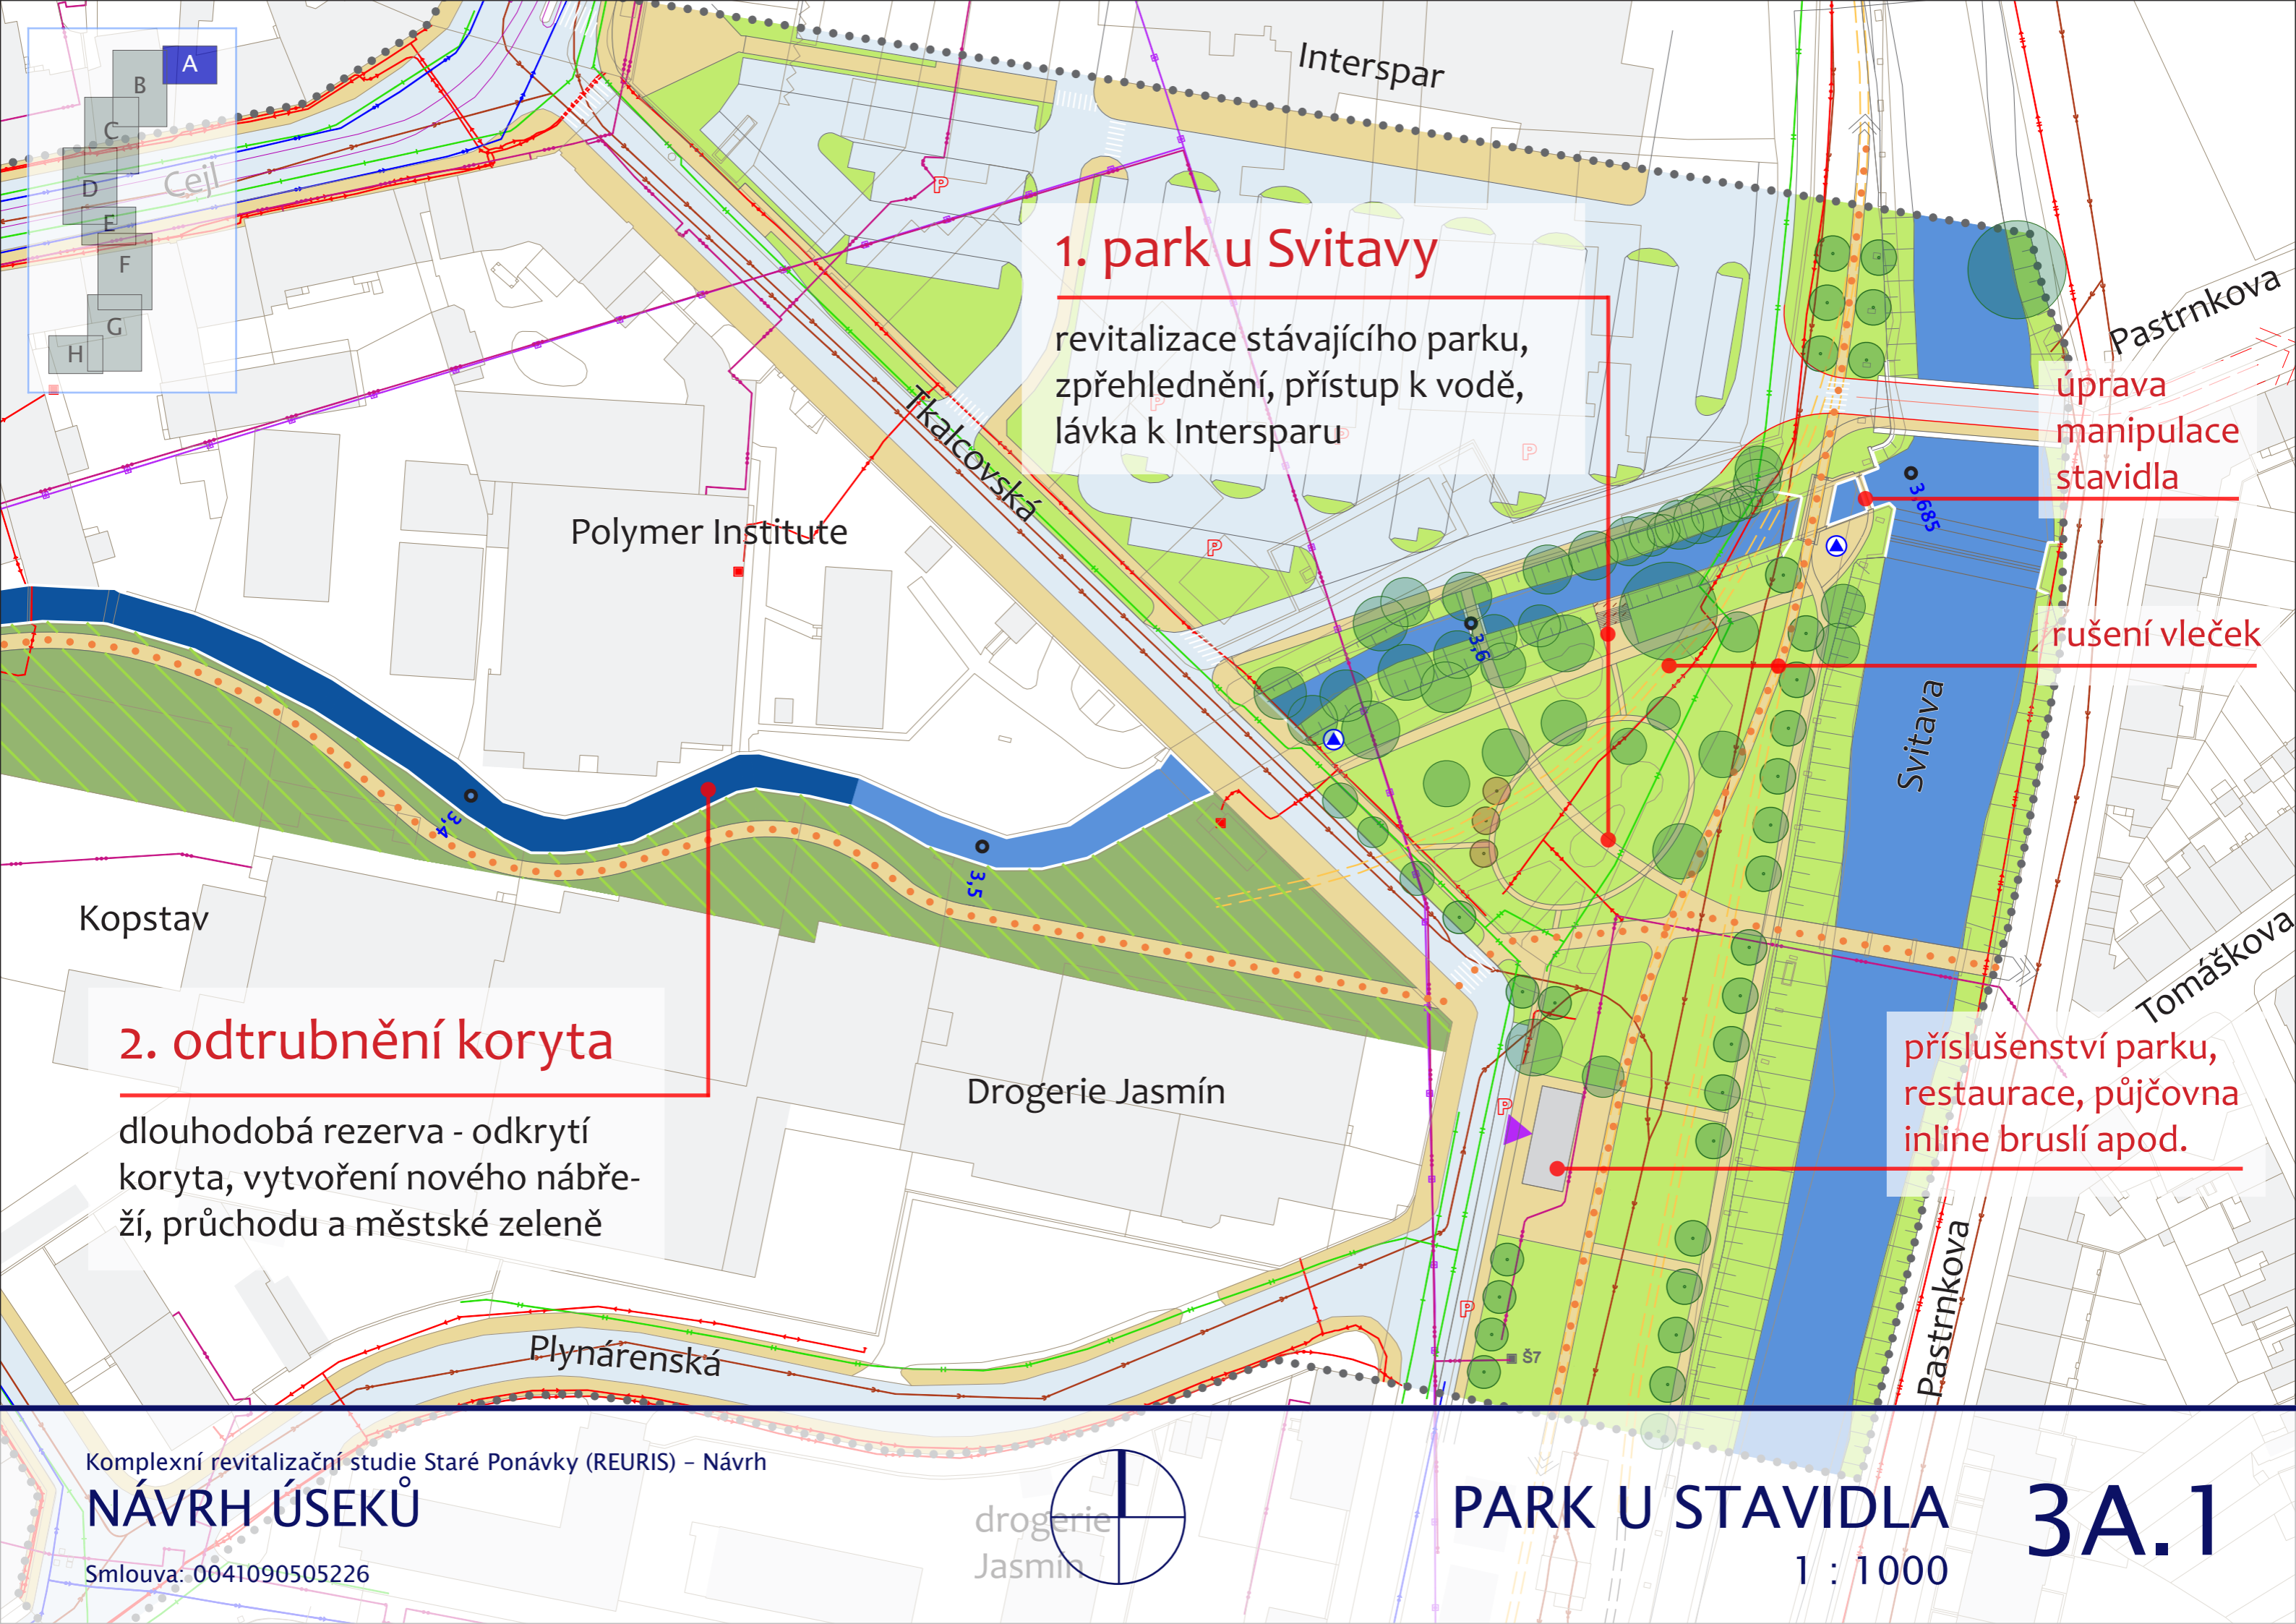 A
B
C
D
E
F
G
H
Cejl
Interspar
P
1. park u Svitavy
revitalizace stávajícího parku,
zpřehlednění, přístup k vodě,
lávka k Intersparu
P
P
P
P
Pastrnkova
úprava
manipulace
stavidla
3,685
Tkalcovská
Polymer Institute
3,6
rušení vleček
Svitava
3,4
3,5
Kopstav
Tomáškova
2. odtrubnění koryta
dlouhodobá rezerva - odkrytí
koryta, vytvoření nového nábře-
ží, průchodu a městské zeleně
Drogerie Jasmín
P
příslušenství parku,
restaurace, půjčovna
inline bruslí apod.
Pastrnkova
P
Š7
Plynárenská
Komplexní revitalizační studie Staré Ponávky (REURIS) – Návrh
NÁVRH ÚSEKŮ
Smlouva: 0041090505226
drogerie
Jasmín
PARK U STAVIDLA
1 : 1000
3A.1